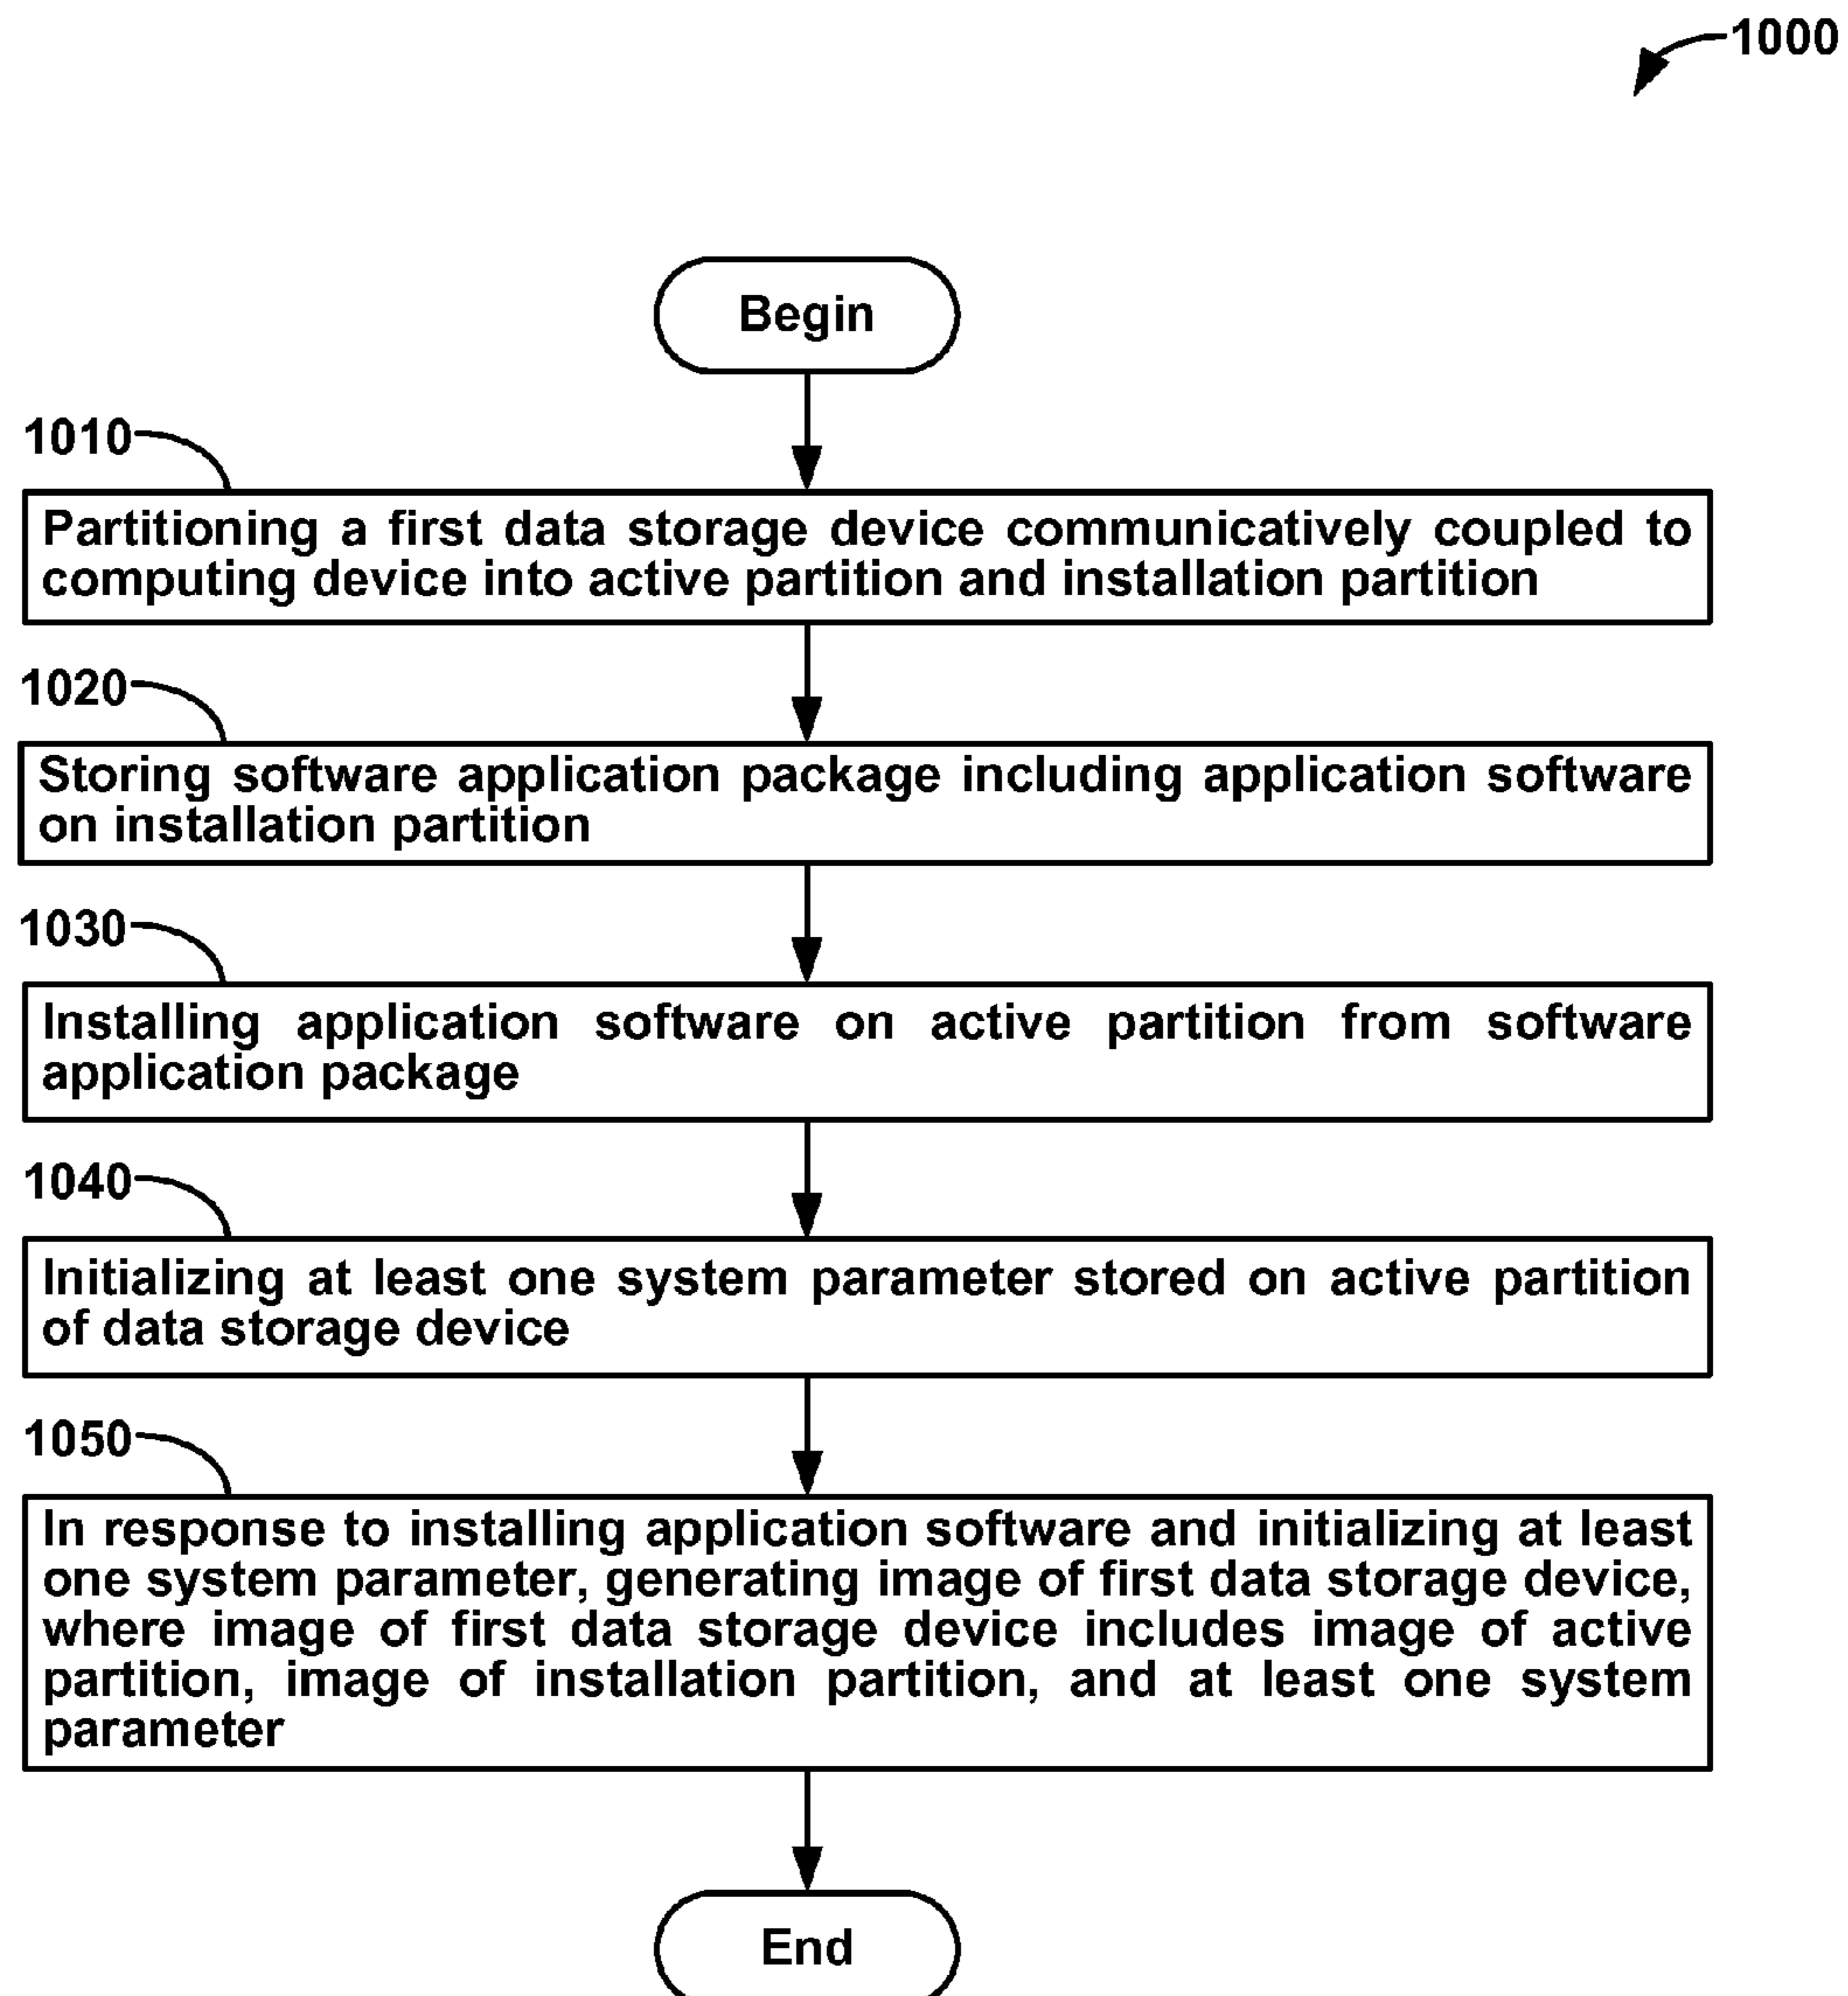 1000
Begin
1010
Partitioning a first data storage device communicatively coupled to
computing device into active partition and installation partition
1020
Storing software application package including application software
on installation partition
1030
Installing application software on active partition from software
application package
1040
Initializing at least one system parameter stored on active partition
of data storage device
1050
In response to installing application software and initializing at least
one system parameter, generating image of first data storage device,
where image of first data storage device includes image of active
partition, image of installation partition, and at least one system
parameter
End